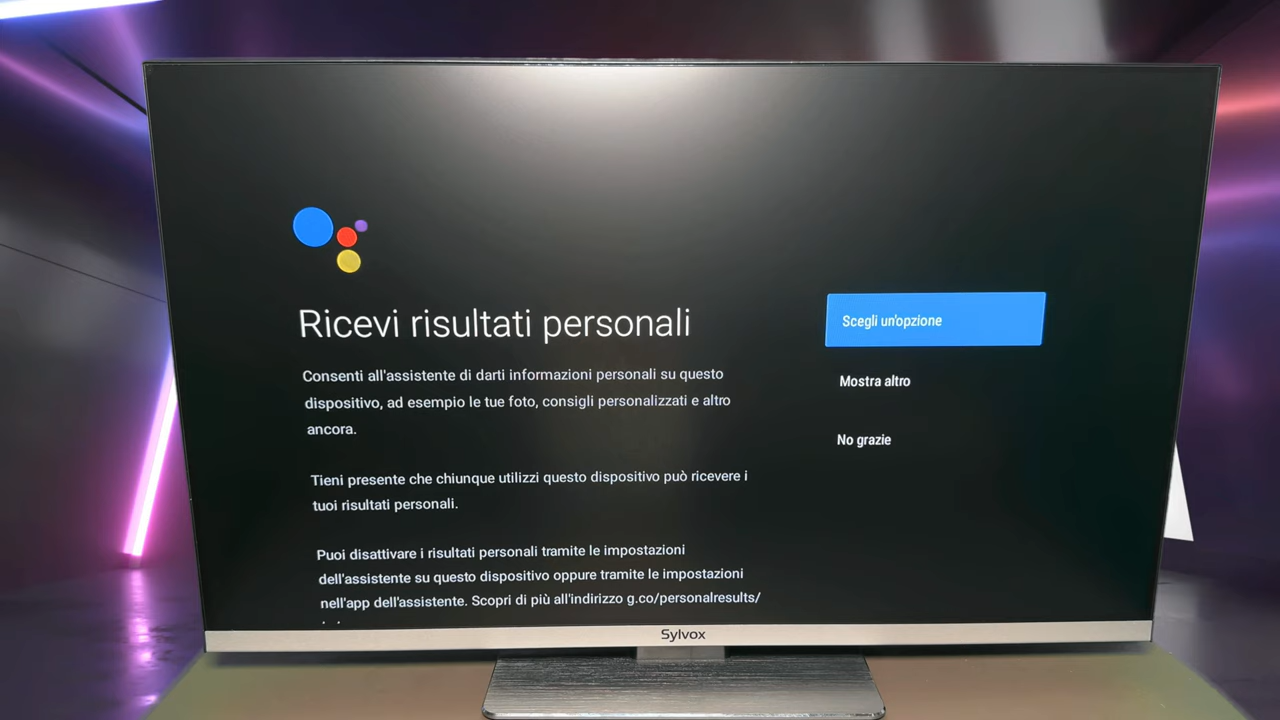 Ricevi risultati personali
Consenti all'assistente di darti informazioni personali su questo
dispositivo, ad esempio le tue foto, consigli personalizzati e altro
ancora.
Tieni presente che chiunque utilizzi questo dispositivo può ricevere i
tuoi risultati personali.
Puoi disattivare i risultati personali tramite le impostazioni
dell'assistente su questo dispositivo oppure tramite le impostazioni
nell'app dell'assistente. Scopri di più all'indirizzo g.co/personalresults/
Scegli un'opzione
Mostra altro
No grazie
Sylvox